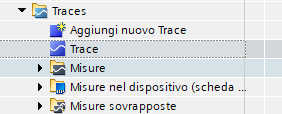 Traces
Aggiungi nuovo Trace
Trace
Misure
Misure nel dispositivo (scheda ...
Misure sovrapposte